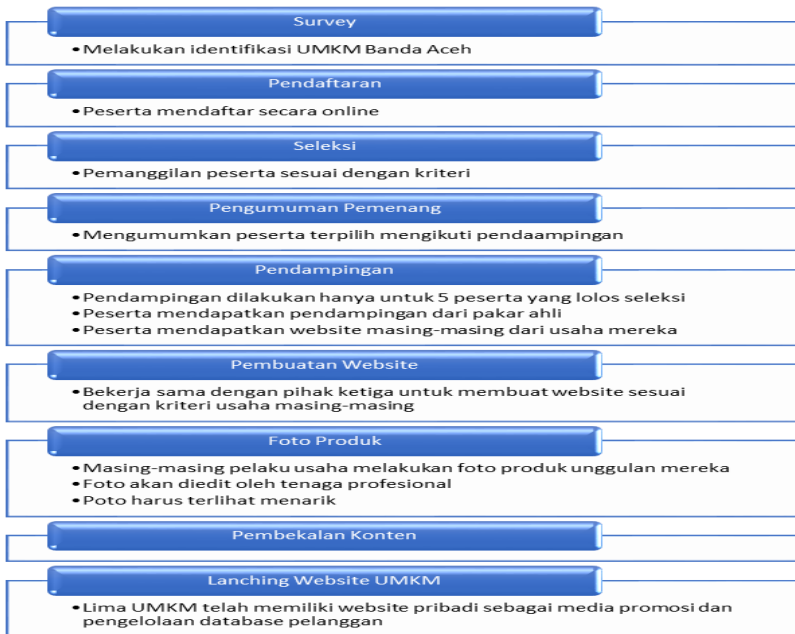 Survey
•Melakukan identifikasi UMKM Banda Aceh
Pendaftaran
•Peserta mendaftar secara online
Seleksi
•Pemanggilan peserta sesuai dengan kriteri
Pengumuman Pemenang
•Mengumumkan peserta terpilih mengikuti pendaampingan
Pendampingan
•Pendampingan dilakukan hanya untuk 5 peserta yang lolos seleksi
•Peserta mendapatkan pendampingan dari pakar ahli
•Peserta mendapatkan website masing-masing dari usaha mereka
Pembuatan Website
•Bekerja sama dengan pihak ketiga untuk membuat website sesuai
dengan kriteri usaha masing-masing
Foto Produk
•Masing-masing pelaku usaha melakukan foto produk unggulan mereka
•Foto akan diedit oleh tenaga profesional
•Poto harus terlihat menarik
Pembekalan Konten
Lanching Website UMKM
•Lima UMKM telah memiliki website pribadi sebagai media promosi dan
pengelolaan database pelanggan